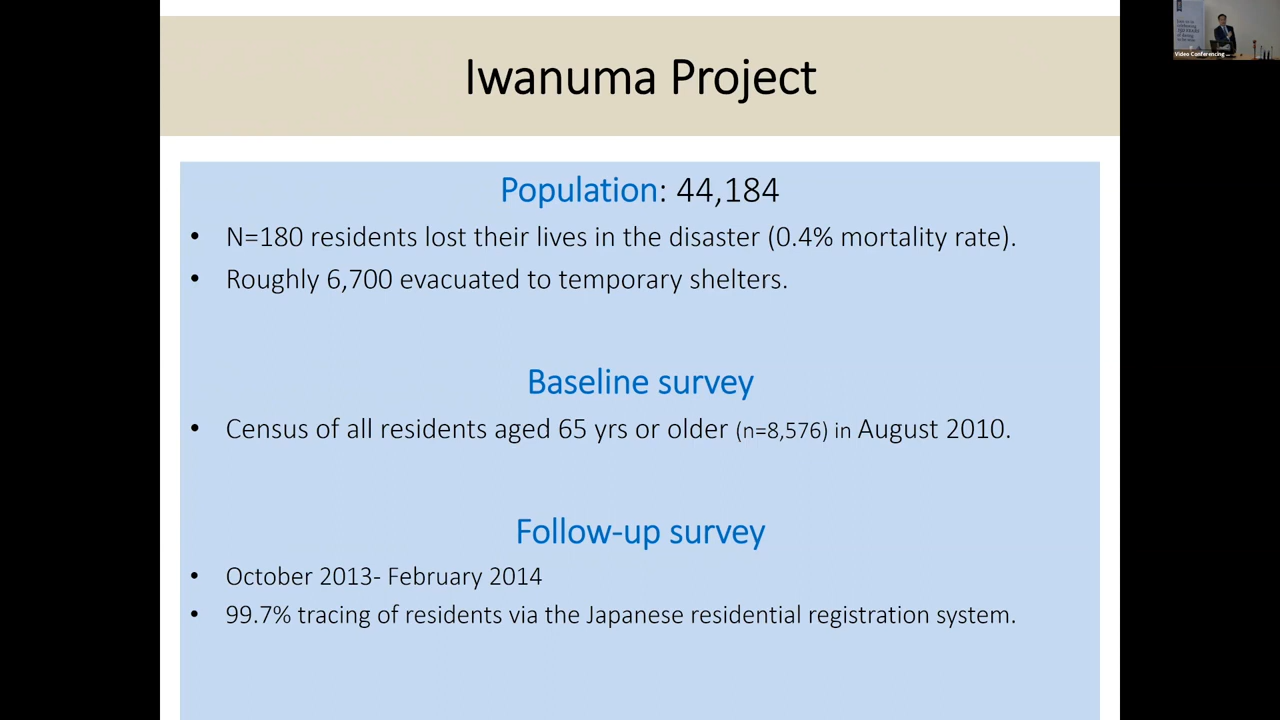 Iwanuma Project
Population: 44,184
• N=180 residents lost their lives in the disaster (0.4% mortality rate).
• Roughly 6,700 evacuated to temporary shelters.
Baseline survey
• Census of all residents aged 65 yrs or older (n=8,576) in August 2010.
Follow-up survey
• October 2013- February 2014
• 99.7% tracing of residents via the Japanese residential registration system.
Video Conferencing ...